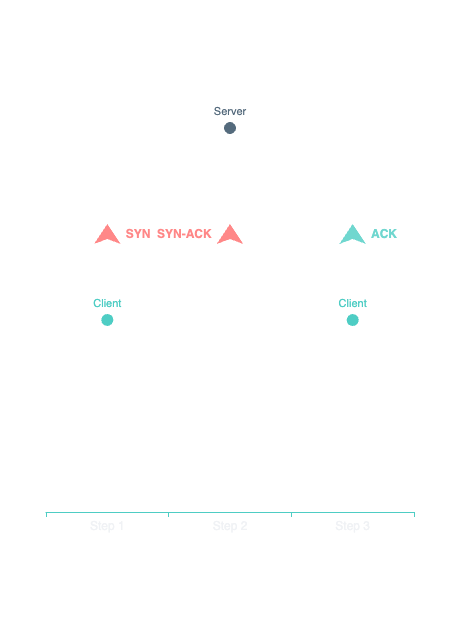 Server
SYN SYN-ACK ACK
Client Client
Step 1 Step 2 Step 3